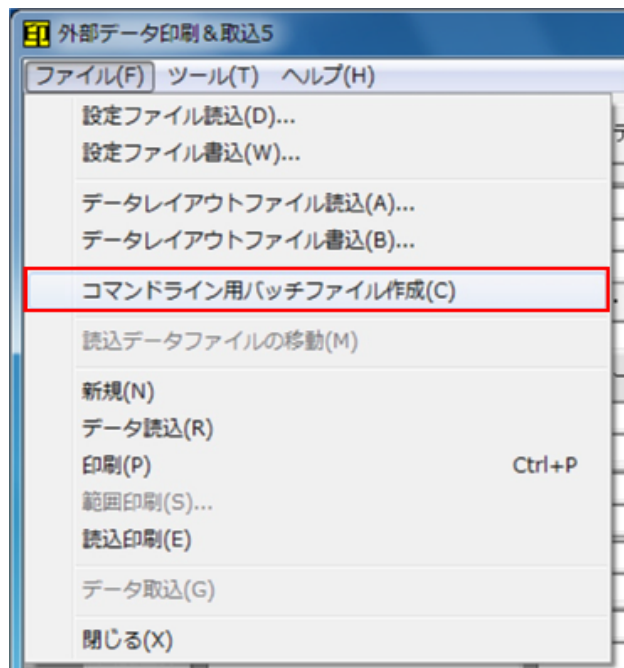 印 外部データ印刷&取込5
ファイル(F) ツール(T) ヘルプ(H)
設定ファイル読込(D)...
設定ファイル書込(W)...
データレイアウトファイル読込(A)...
データレイアウトファイル書込(B)...
コマンドライン用バッチファイル作成(C)
読込データファイルの移動(M)
新規(N)
データ読込(R)
印刷(P) Ctrl+P
範囲印刷(S)...
読込印刷(E)
データ取込(G)
閉じる(X)